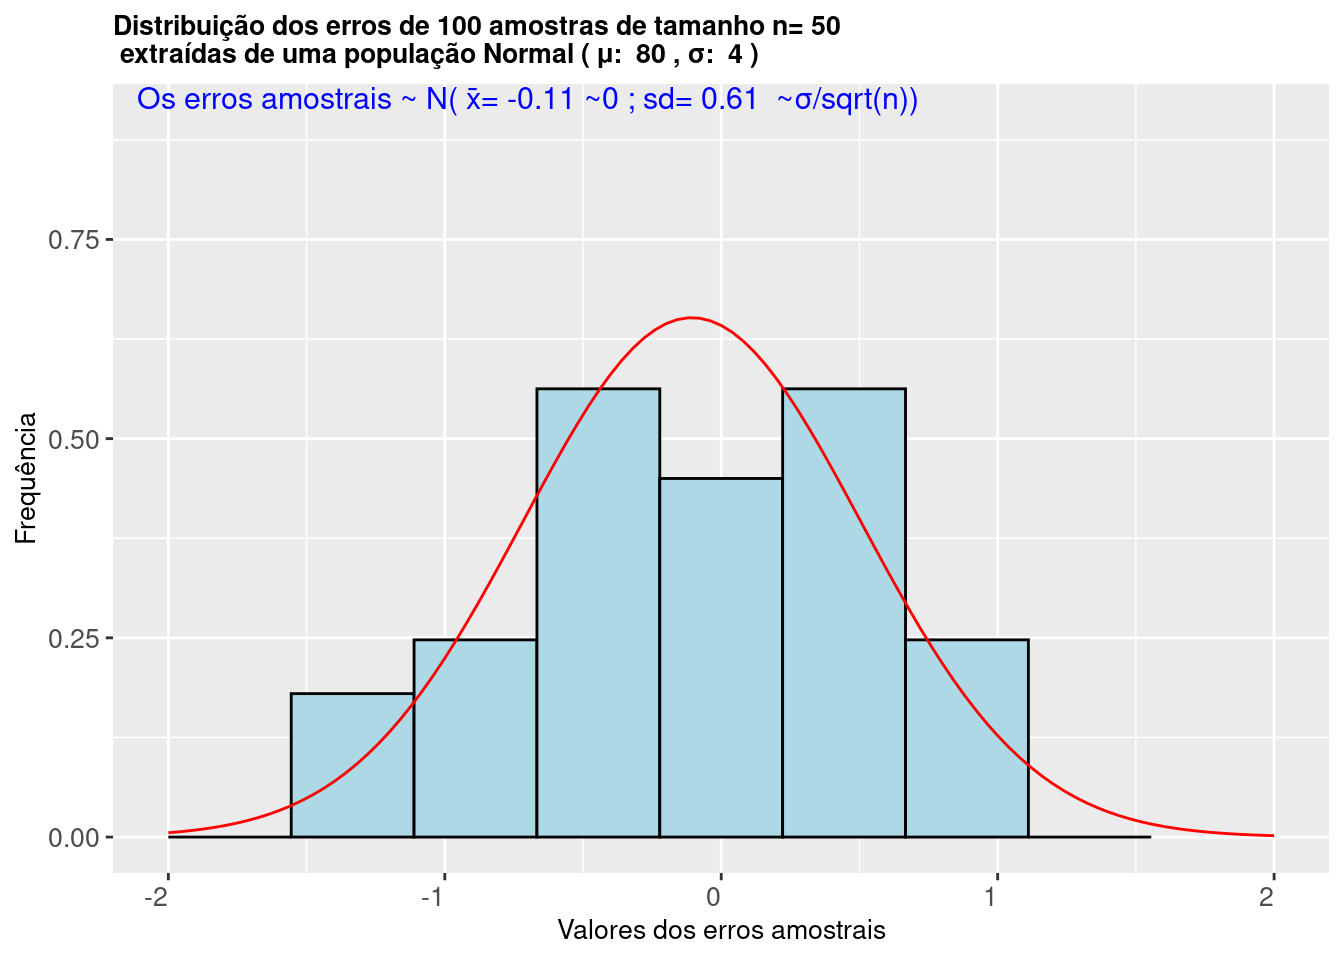 Distribuição dos erros de 100 amostras de tamanho n= 50
extraídas de uma população Normal ( μ:  80 , σ:  4 )
Os erros amostrais ~ N( x̄= -0.11 ~0 ; sd= 0.61  ~σ/sqrt(n))
Frequência
0.75
0.50
0.25
0.00
-2 -1 0 1 2
Valores dos erros amostrais